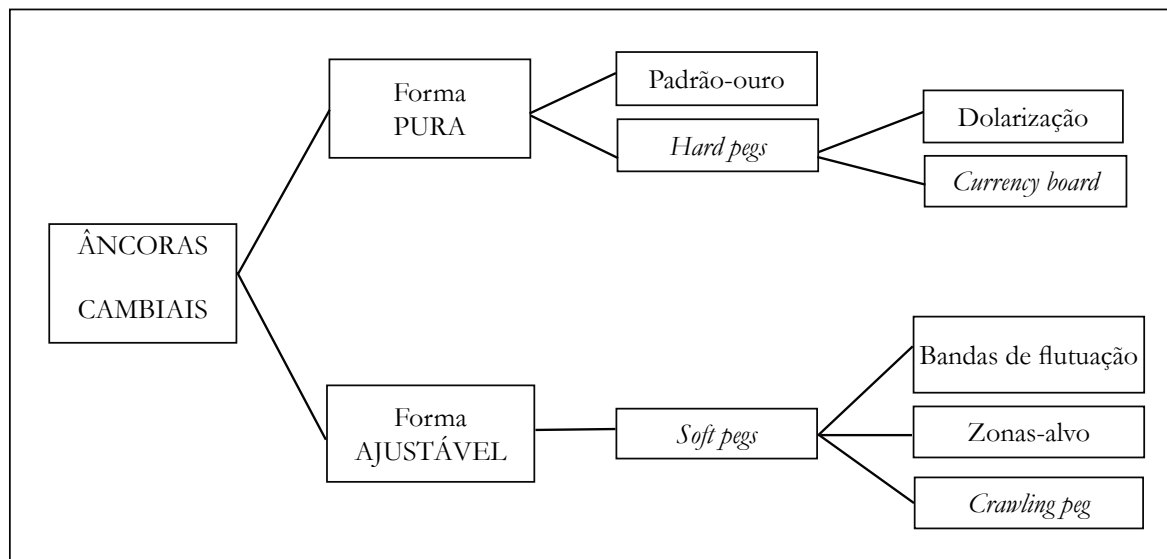 ÂNCORAS
CAMBIAIS
Forma
PURA
Padrão-ouro
Hard pegs
Dolarização
Currency board
Forma
AJUSTÁVEL
Soft pegs
Bandas de flutuação
Zonas-alvo
Crawling peg